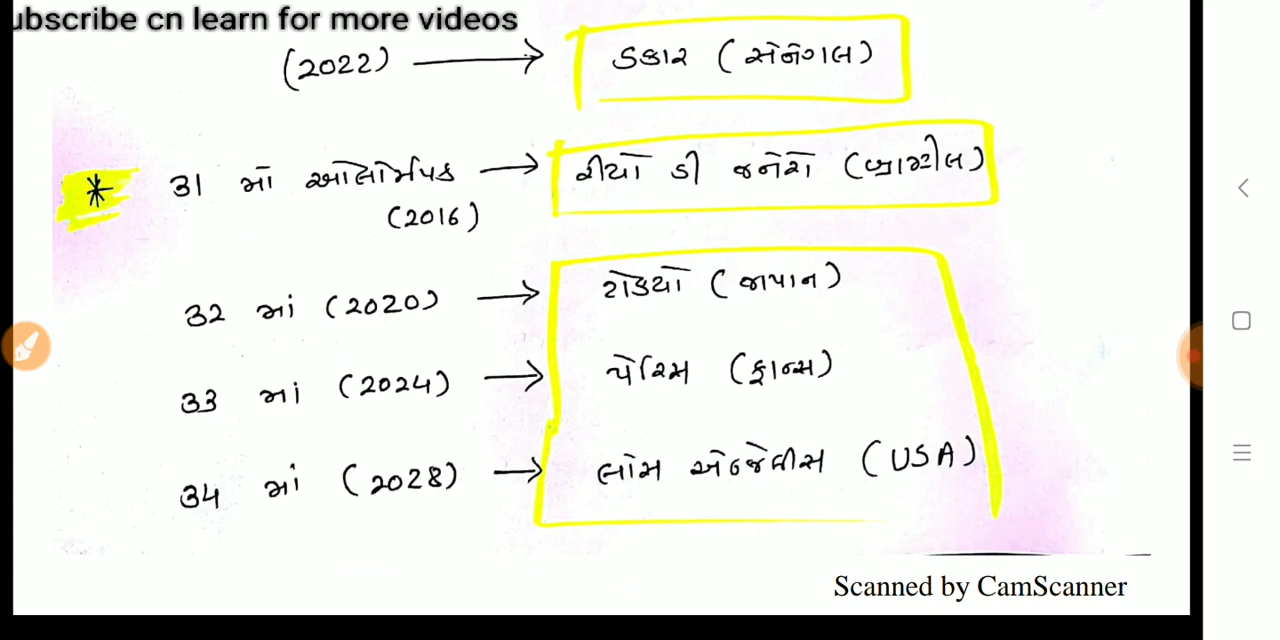 ubscribe cn learn for more videos
(2022) → ડકાર (સેનેગલ)
* 31 માઁ ઓલિમ્પિક → રીયો ડી જનેરો (બ્રાઝીલ)
(2016)
32 માં (2020) → ટોક્યો (જાપાન)
33 માં (2024) → પેરિસ (ફ્રાન્સ)
34 માં (2028) → લોસ એન્જેલીસ (USA)
Scanned by CamScanner